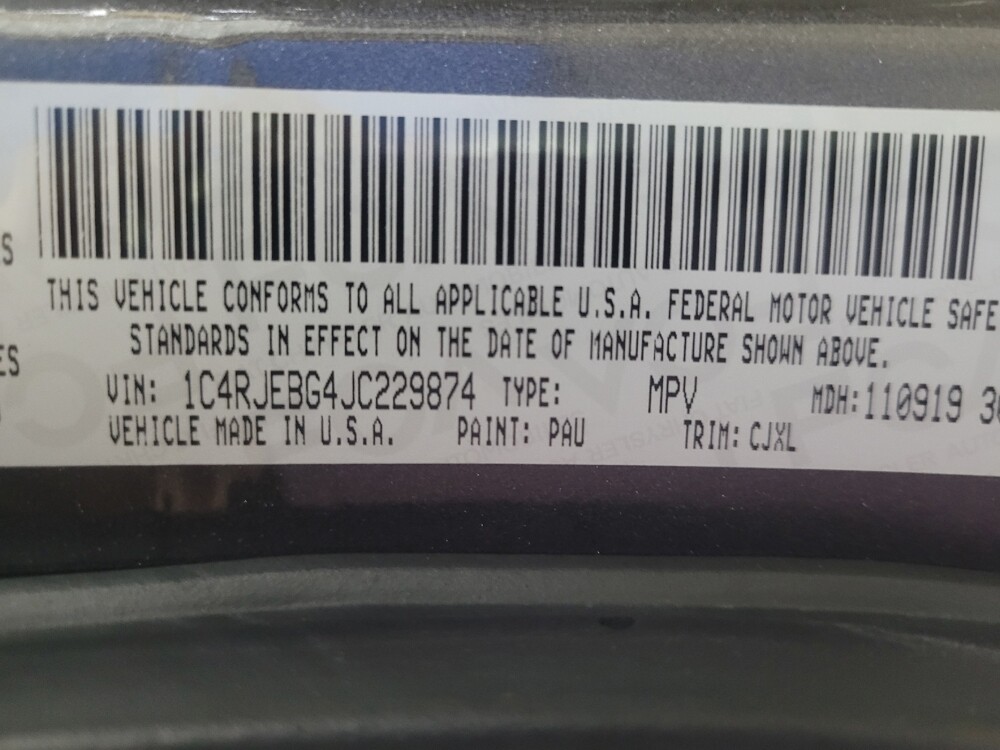 THIS VEHICLE CONFORMS TO ALL APPLICABLE U.S.A. FEDERAL MOTOR VEHICLE SAFE
STANDARDS IN EFFECT ON THE DATE OF MANUFACTURE SHOWN ABOVE.
VIN: 1C4RJEBG4JC229874 TYPE: MPV MDH:110919
VEHICLE MADE IN U.S.A. PAINT: PAU TRIM: CJXL